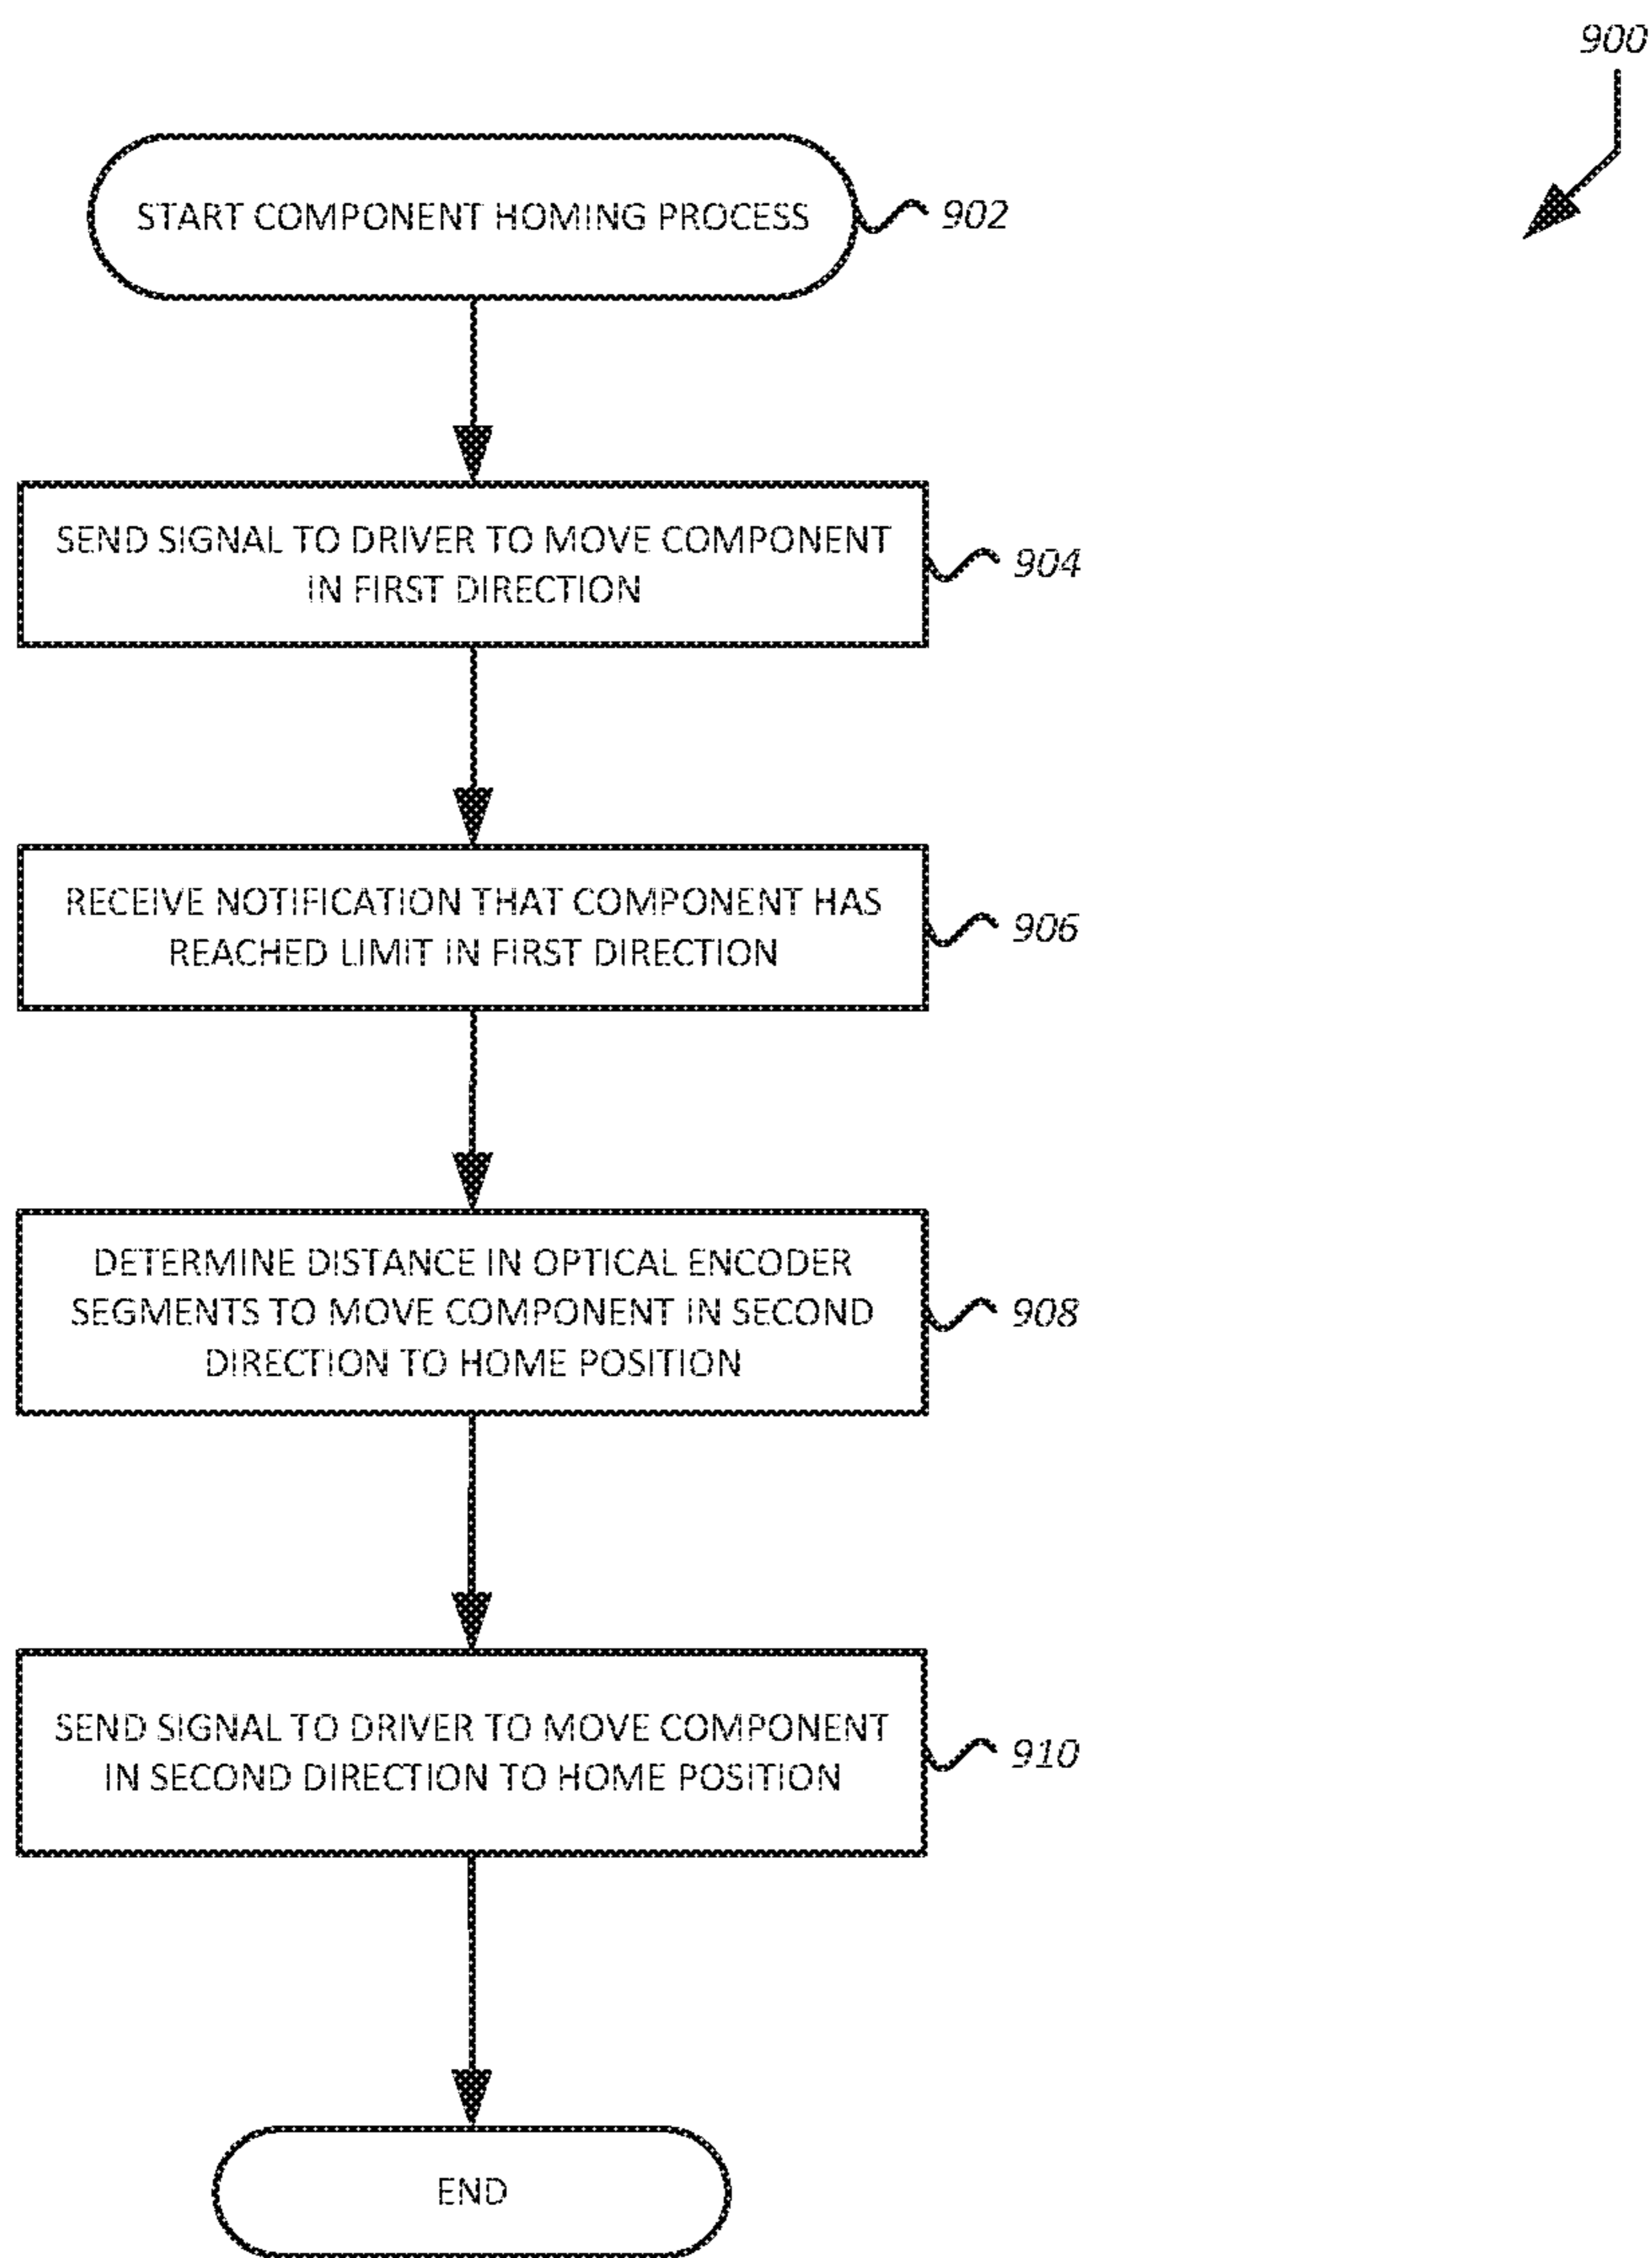 900
START COMPONENT HOMING PROCESS
902
SEND SIGNAL TO DRIVER TO MOVE COMPONENT
IN FIRST DIRECTION
904
RECEIVE NOTIFICATION THAT COMPONENT HAS
REACHED LIMIT IN FIRST DIRECTION
906
DETERMINE DISTANCE IN OPTICAL ENCODER
SEGMENTS TO MOVE COMPONENT IN SECOND
DIRECTION TO HOME POSITION
908
SEND SIGNAL TO DRIVER TO MOVE COMPONENT
IN SECOND DIRECTION TO HOME POSITION
910
END